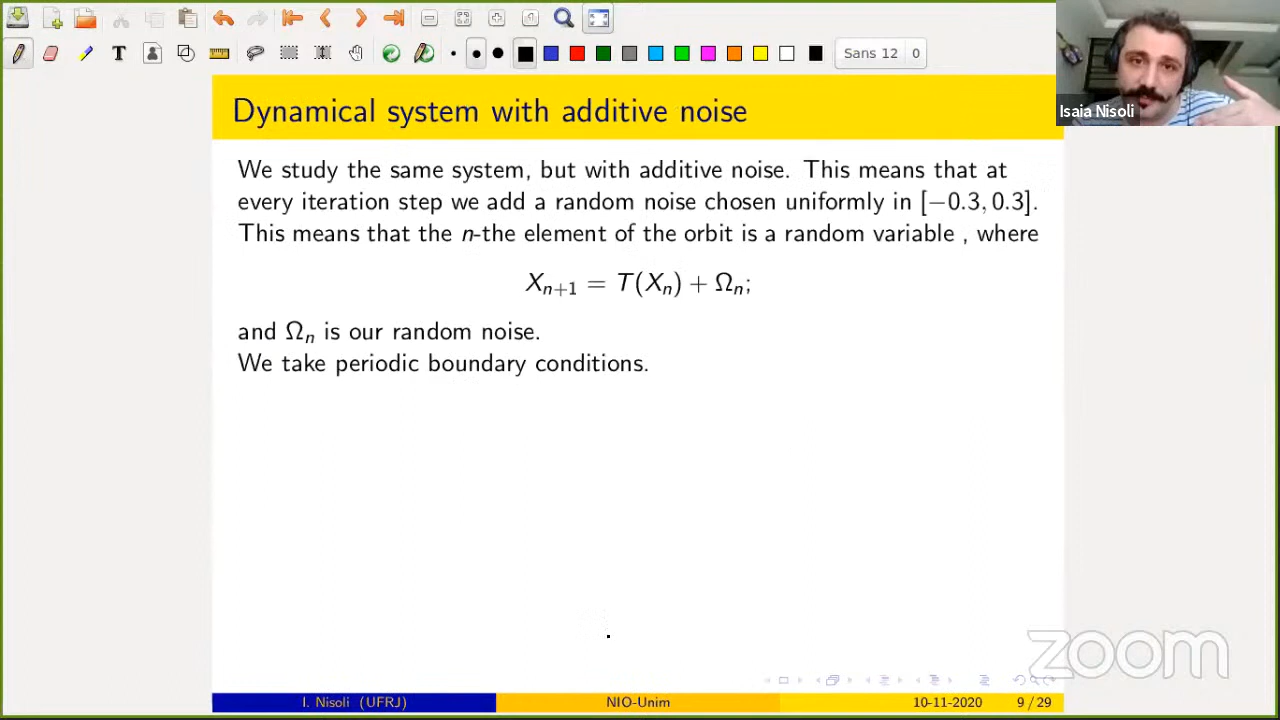 T
Sans 12
0
Isaia Nisoli
Dynamical system with additive noise
We study the same system, but with additive noise. This means that at
every iteration step we add a random noise chosen uniformly in [−0.3, 0.3].
This means that the n-the element of the orbit is a random variable , where
Xₙ₊₁ = T(Xₙ) + Ωₙ;
and Ωₙ is our random noise.
We take periodic boundary conditions.
zoom
I. Nisoli (UFRJ)
NIO-Unim
10-11-2020
9 / 29